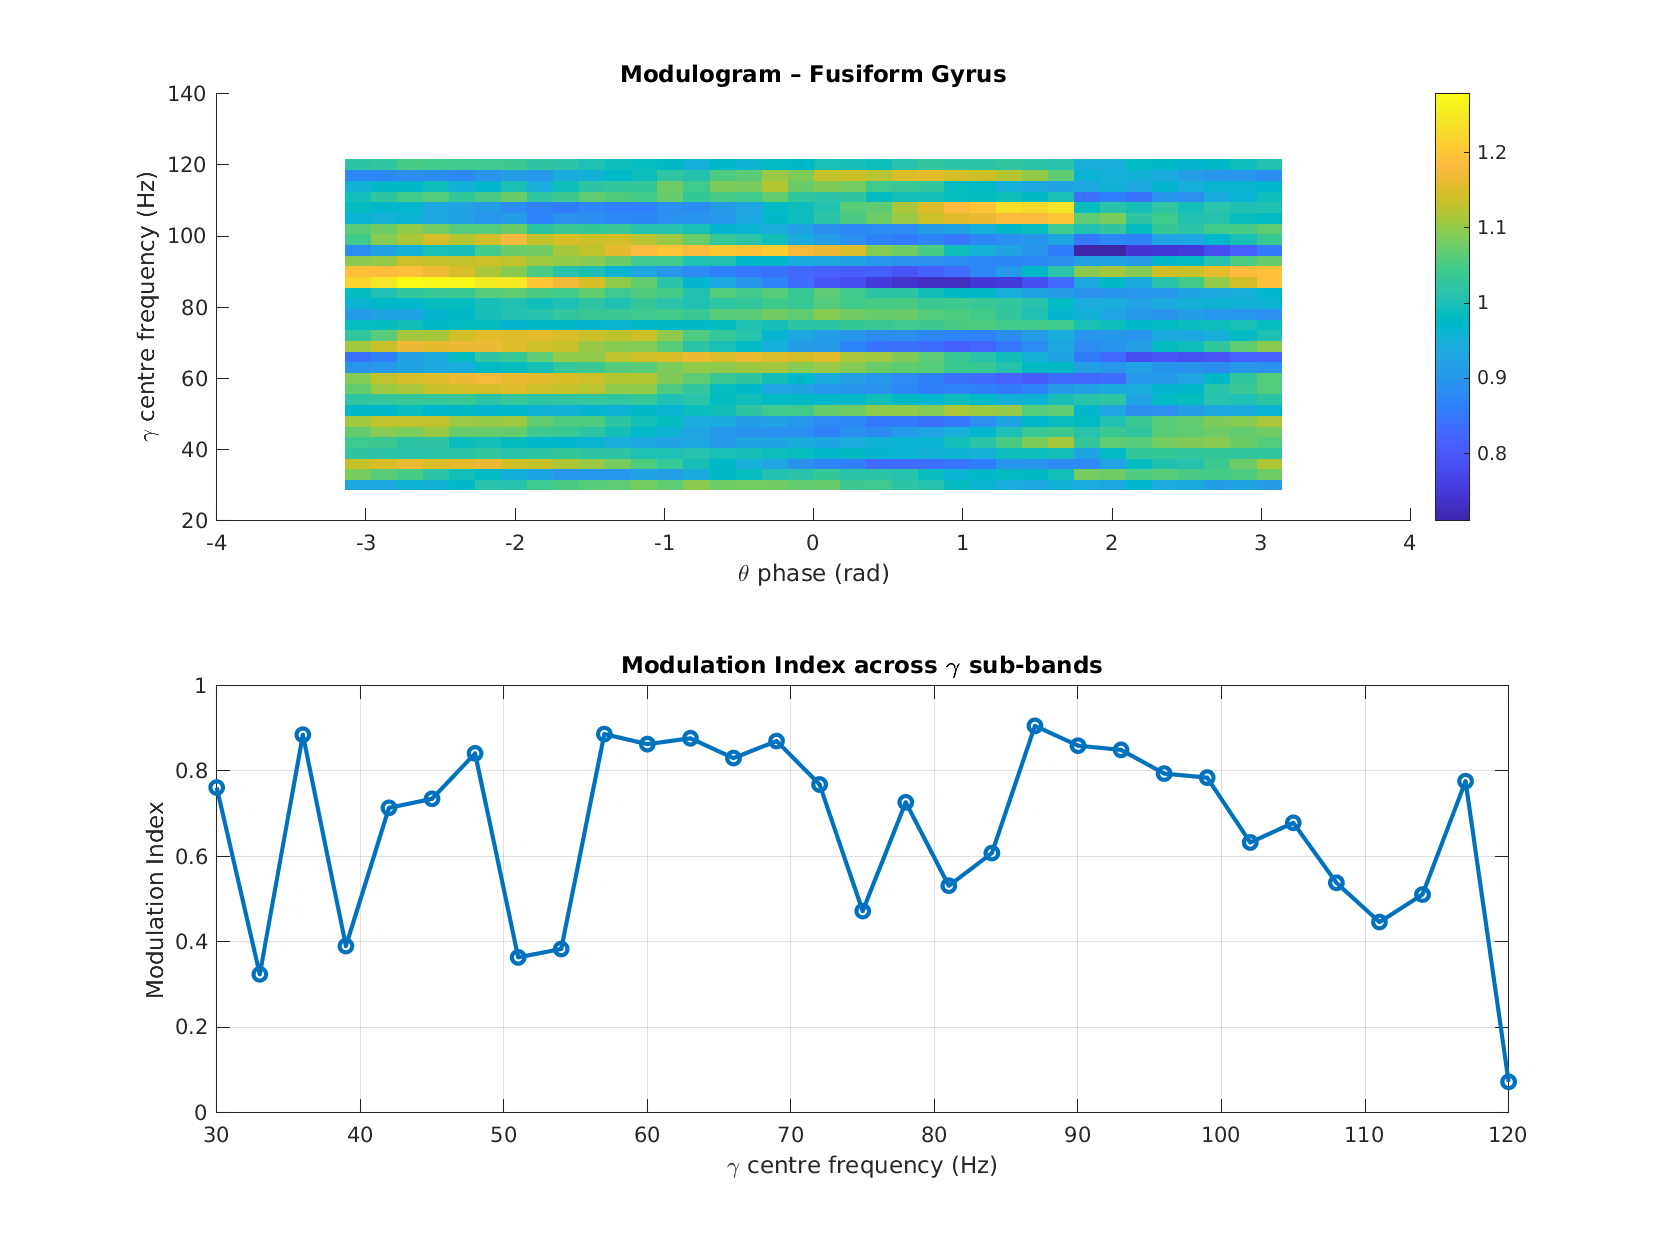 Modulogram – Fusiform Gyrus
140
120
100
80
60
40
20
γ centre frequency (Hz)
-4 -3 -2 -1 0 1 2 3 4
θ phase (rad)
1.2
1.1
1
0.9
0.8
Modulation Index across γ sub-bands
1
0.8
0.6
0.4
0.2
0
Modulation Index
30 40 50 60 70 80 90 100 110 120
γ centre frequency (Hz)